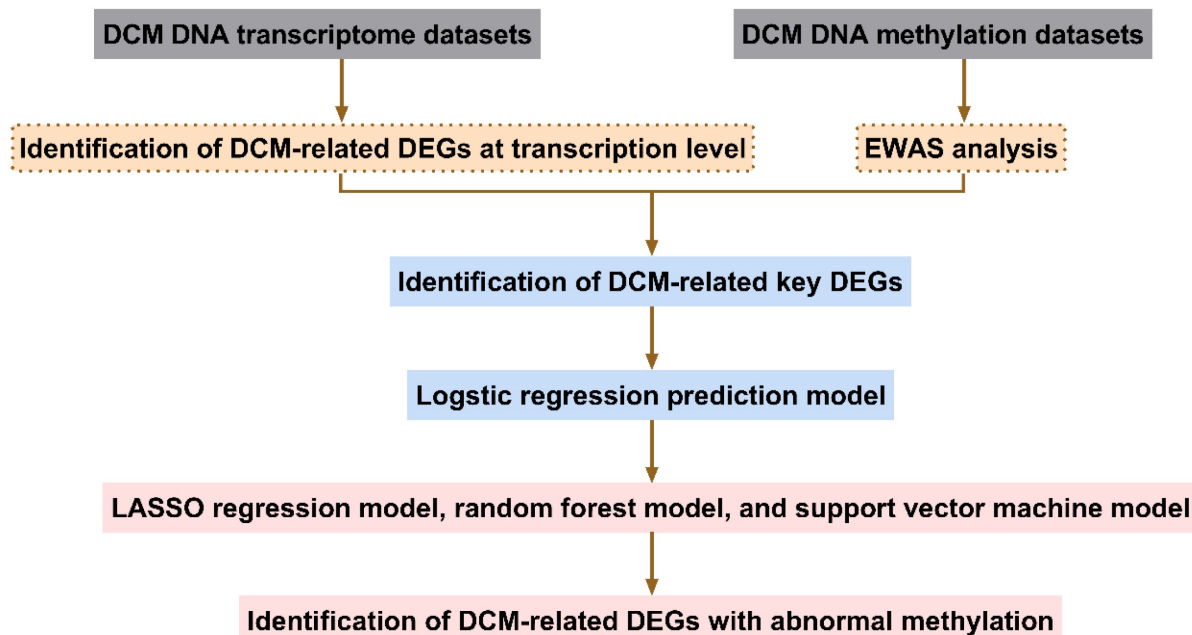 DCM DNA transcriptome datasets
DCM DNA methylation datasets
Identification of DCM-related DEGs at transcription level
EWAS analysis
Identification of DCM-related key DEGs
Logstic regression prediction model
LASSO regression model, random forest model, and support vector machine model
Identification of DCM-related DEGs with abnormal methylation